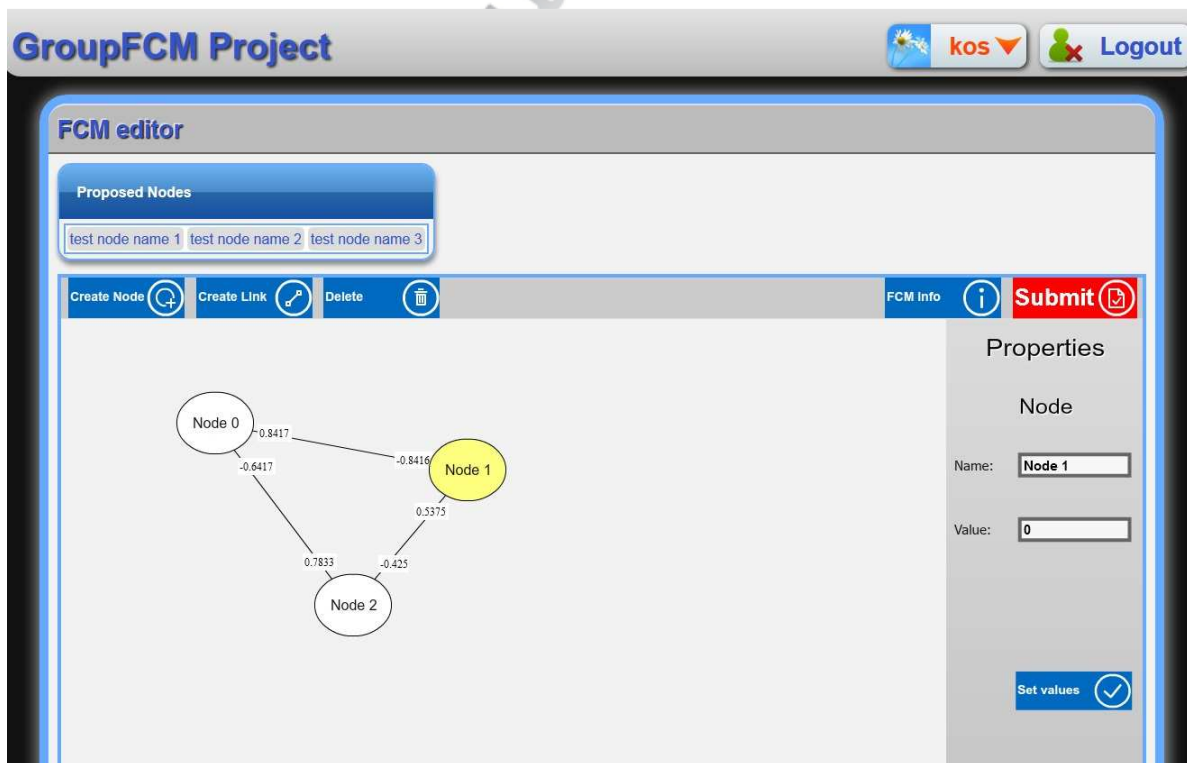 GroupFCM Project
kos
Logout
FCM editor
Proposed Nodes
test node name 1 test node name 2 test node name 3
Create Node
Create Link
Delete
FCM Info
Submit
Properties
Node
Name: Node 1
Value: 0
Set values
Node 0
0.8417
-0.6417
-0.8416
Node 1
0.5375
0.7833
-0.425
Node 2